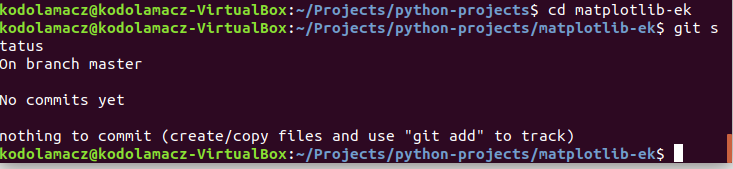 kodolamacz@kodolamacz-VirtualBox:~/Projects/python-projects$ cd matplotlib-ek
kodolamacz@kodolamacz-VirtualBox:~/Projects/python-projects/matplotlib-ek$ git s
tatus
On branch master
No commits yet
nothing to commit (create/copy files and use "git add" to track)
kodolamacz@kodolamacz-VirtualBox:~/Projects/python-projects/matplotlib-ek$